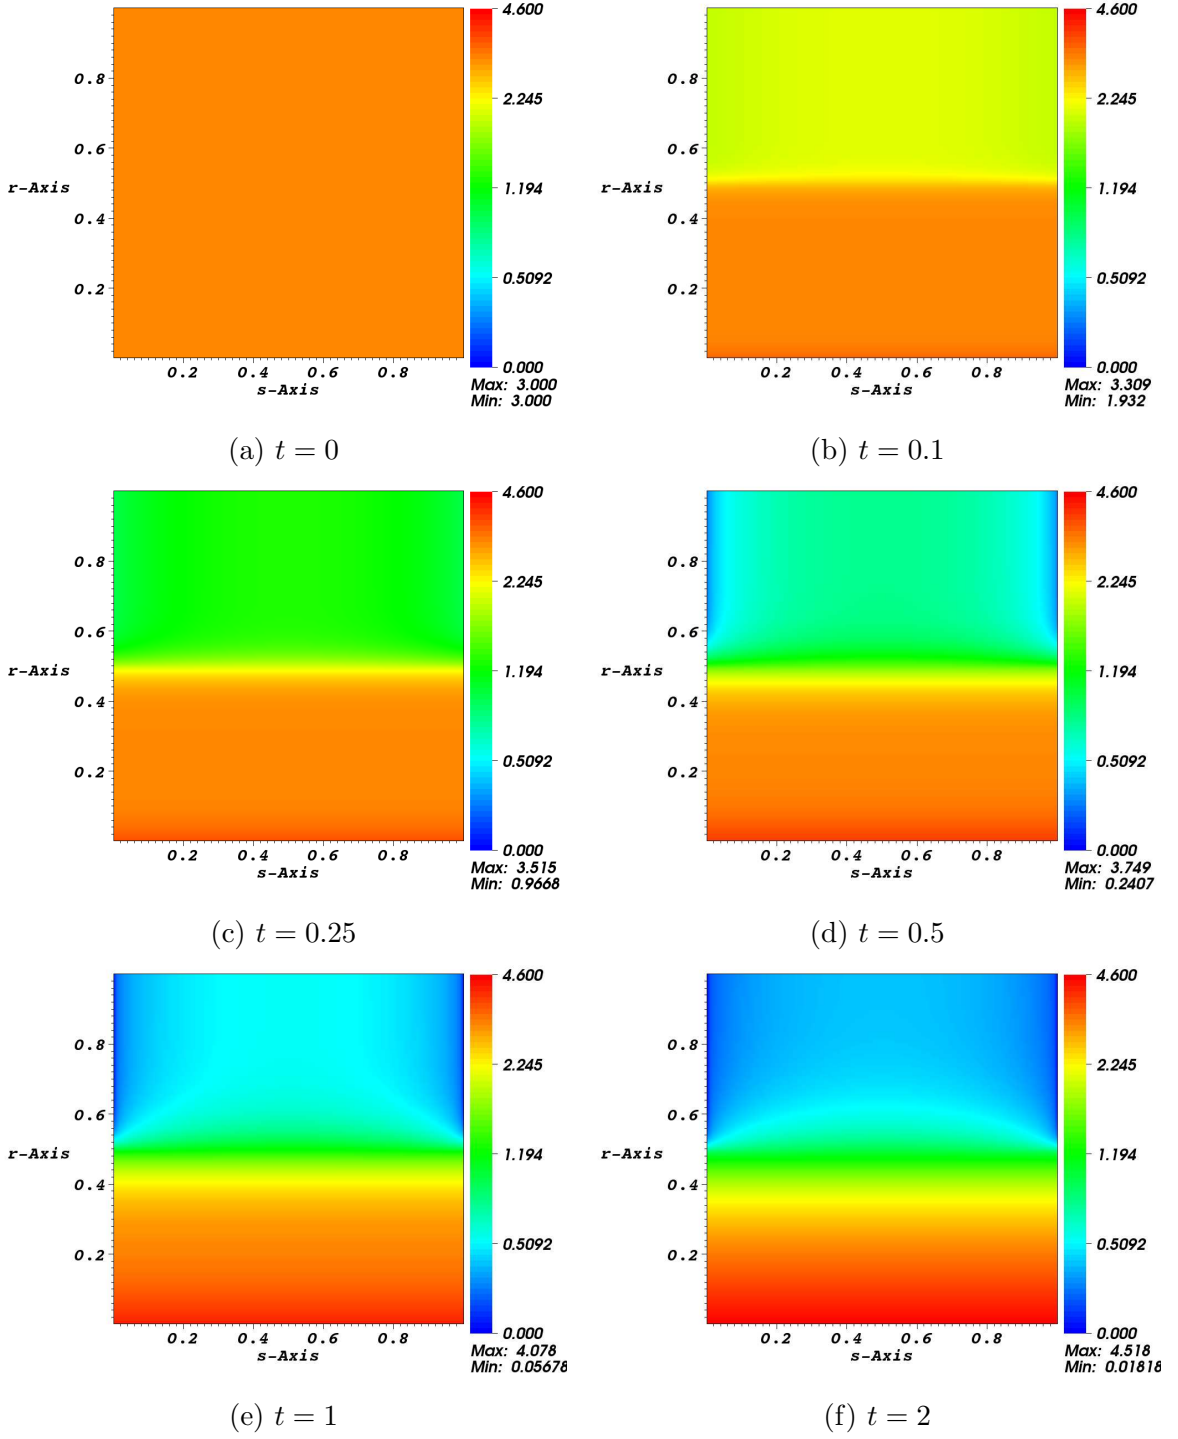 4.600
0.8
2.245
0.6
r-Axis
1.194
0.4
0.5092
0.2
0.000
0.2 0.4 0.6 0.8
s-Axis
Max: 3.000
Min: 3.000
(a) t = 0
4.600
0.8
2.245
0.6
r-Axis
1.194
0.4
0.5092
0.2
0.000
0.2 0.4 0.6 0.8
s-Axis
Max: 3.309
Min: 1.932
(b) t = 0.1
4.600
0.8
2.245
0.6
r-Axis
1.194
0.4
0.5092
0.2
0.000
0.2 0.4 0.6 0.8
s-Axis
Max: 3.515
Min: 0.9668
(c) t = 0.25
4.600
0.8
2.245
0.6
r-Axis
1.194
0.4
0.5092
0.2
0.000
0.2 0.4 0.6 0.8
s-Axis
Max: 3.749
Min: 0.2407
(d) t = 0.5
4.600
0.8
2.245
0.6
r-Axis
1.194
0.4
0.5092
0.2
0.000
0.2 0.4 0.6 0.8
s-Axis
Max: 4.078
Min: 0.05678
(e) t = 1
4.600
0.8
2.245
0.6
r-Axis
1.194
0.4
0.5092
0.2
0.000
0.2 0.4 0.6 0.8
s-Axis
Max: 4.518
Min: 0.01818
(f) t = 2